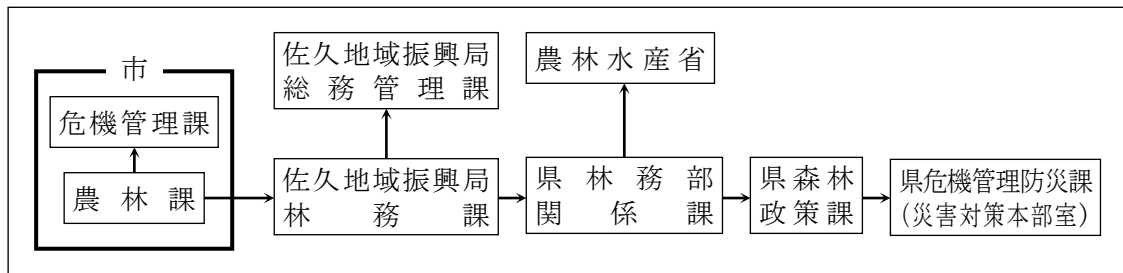 市
危機管理課
農林課
佐久地域振興局
総務管理課
佐久地域振興局
林務課
農林水産省
県林務部
関係課
県森林
政策課
県危機管理防災課
(災害対策本部室)